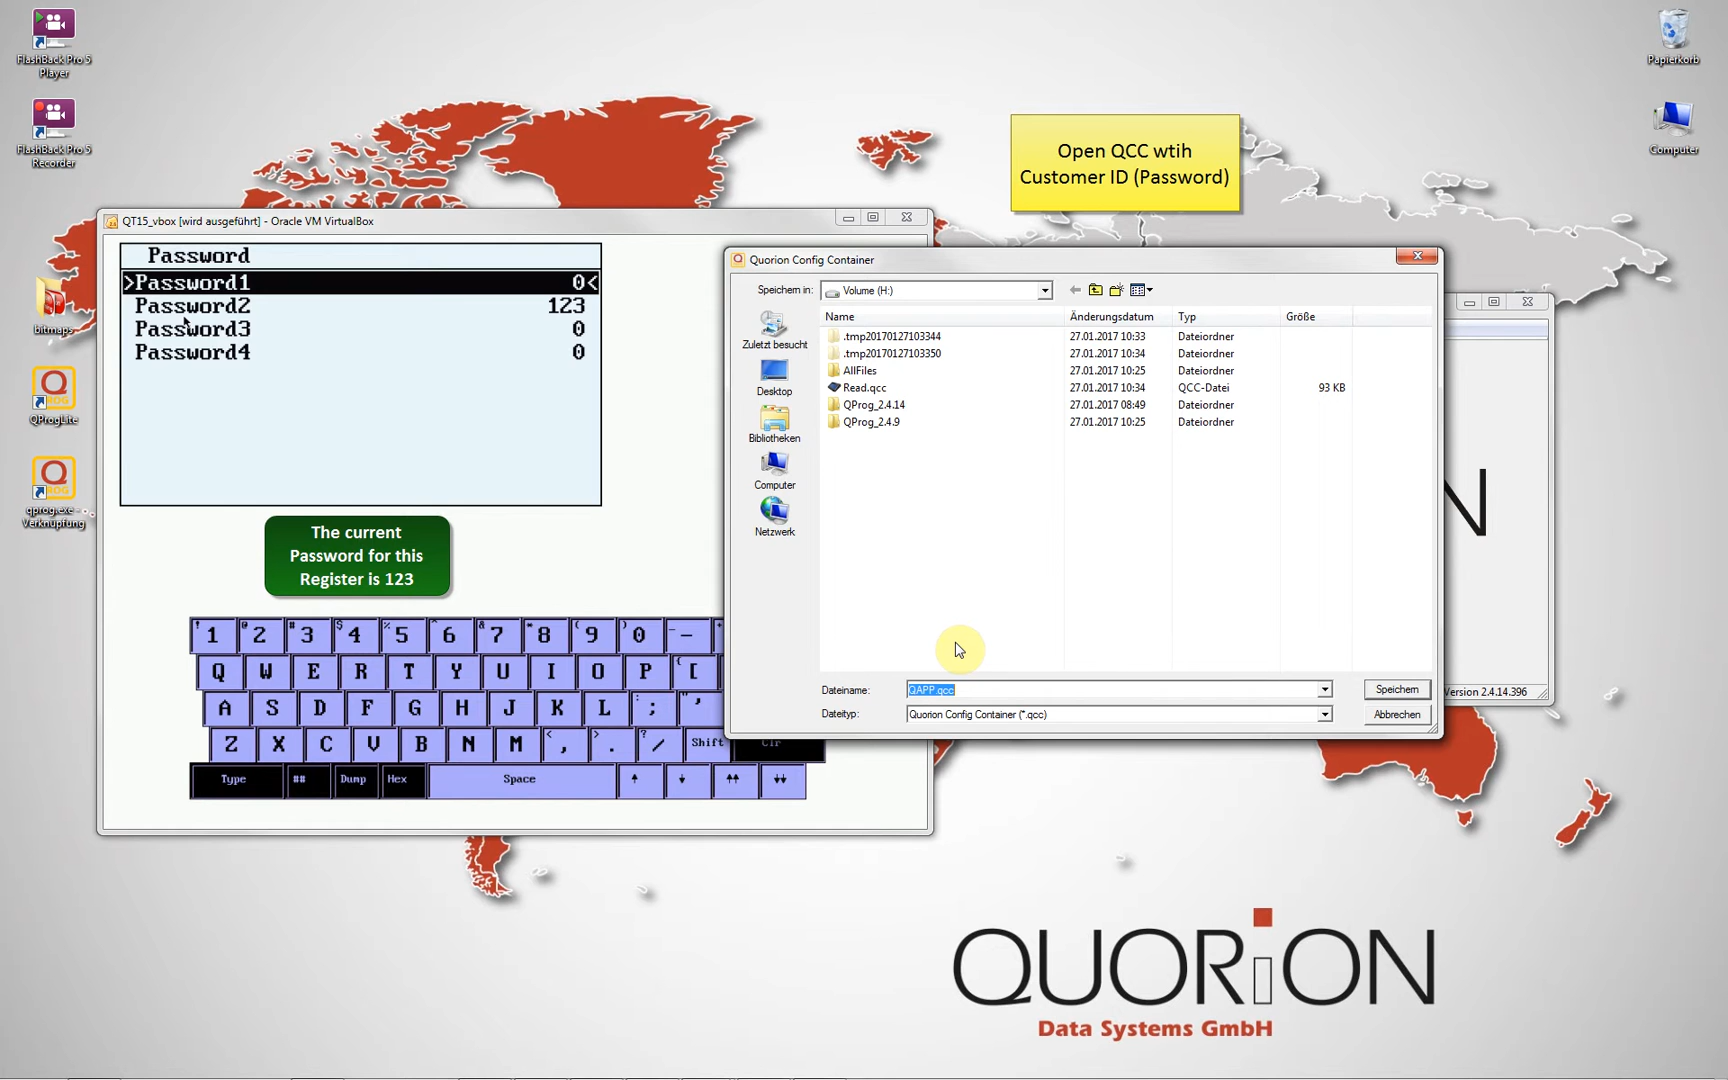 FlashBack Pro 5
Player
FlashBack Pro 5
Recorder
bitmaps
QProgLite
qprog.exe -
Verknüpfung
Papierkorb
Computer
Open QCC wtih
Customer ID (Password)
QT15_vbox [wird ausgeführt] - Oracle VM VirtualBox
Password
>Password1 0<
Password2 123
Password3 0
Password4 0
The current
Password for this
Register is 123
! 1 @ 2 # 3 $ 4 % 5 ^ 6 & 7 * 8 ( 9 ) 0 _ -
Q W E R T Y U I O P { [
A S D F G H J K L : ; " '
Z X C V B N M < , > . ? / Shift Clr
Type ## Dump Hex Space
Quorion Config Container
Speichern in: Volume (H:)
Name Änderungsdatum Typ Größe
.tmp20170127103344 27.01.2017 10:33 Dateiordner
.tmp20170127103350 27.01.2017 10:34 Dateiordner
AllFiles 27.01.2017 10:25 Dateiordner
Read.qcc 27.01.2017 10:34 QCC-Datei 93 KB
QProg_2.4.14 27.01.2017 08:49 Dateiordner
QProg_2.4.9 27.01.2017 10:25 Dateiordner
Zuletzt besucht
Desktop
Bibliotheken
Computer
Netzwerk
Dateiname: QAPP.qcc Speichern
Dateityp: Quorion Config Container (*.qcc) Abbrechen
N
Version 2.4.14.396
QUORiON
Data Systems GmbH